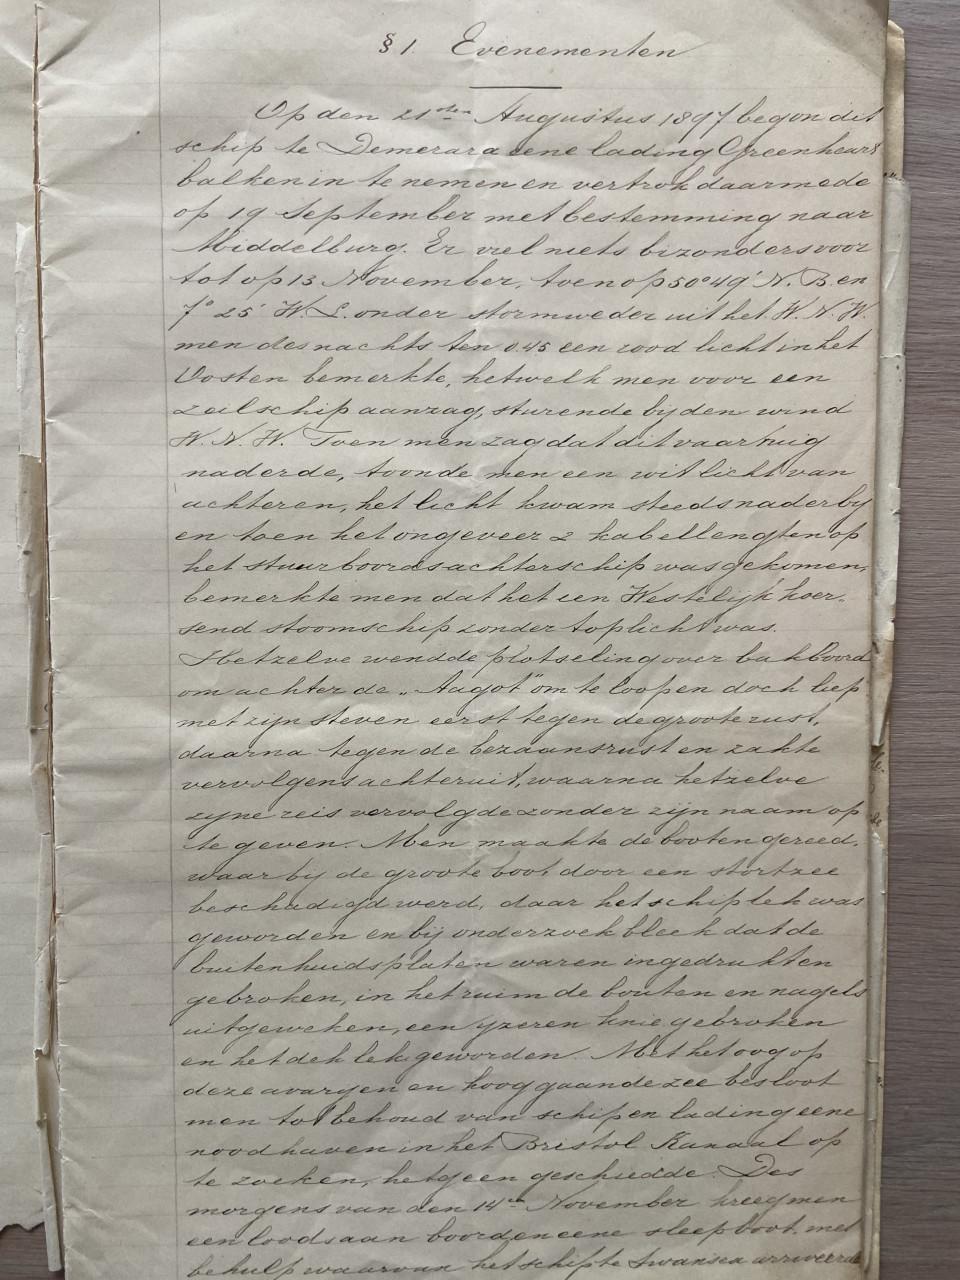 § 1. Evenementen
Op den 21sten Augustus 1897 begon dit
schip te Demerara eene lading Greenheart
balken in te nemen en vertrok daarmede
op 19 September met bestemming naar
Middelburg. Er viel niets bizonders voor
tot op 13 November, toen op 50°49' N.B. en
7° 25' W.L. onder stormweder uit het W.N.W.
men des nachts ten 0.45 een rood licht in het
Oosten bemerkte, hetwelk men voor een
zeilschip aanzag, sturende bij den wind
W.N.W. Toen men zag dat dit vaartuig
naderde, toonde men een wit licht van
achteren, het licht kwam steeds naderby
en toen het ongeveer 2 kabellengten op
het stuurboordsachterschip was gekomen,
bemerkte men dat het een Westelijk koer-
send stoomschip zonder toplicht was.
Hetzelve wendde plotseling over bakboord
om achter de „Aagot" om te loopen doch liep
met zijn steven eerst tegen de groote rust,
daarna tegen de bezaansrust en zakte
vervolgens achteruit, waarna hetzelve
zyne reis vervolgde zonder zijn naam op
te geven. Men maakte de booten gereed,
waarbij de groote boot door een stortzee
beschadigd werd, daar het schip lek was
geworden en bij onderzoek bleek dat de
buitenhuidsplaten waren ingedrukt en
gebroken, in het ruim de bouten en nagels
uitgeweken, een yzeren knie gebroken
en het dek lek geworden. Met het oog op
deze avaryen en hooggaande zee besloot
men tot behoud van schip en lading eene
noodhaven in het Bristol Kanaal op
te zoeken, hetgeen geschiedde. Des
morgens van den 14en November kreeg men
een loods aan boord en eene sleepboot, met
behulp waarvan het schip te Swansea arriveerde